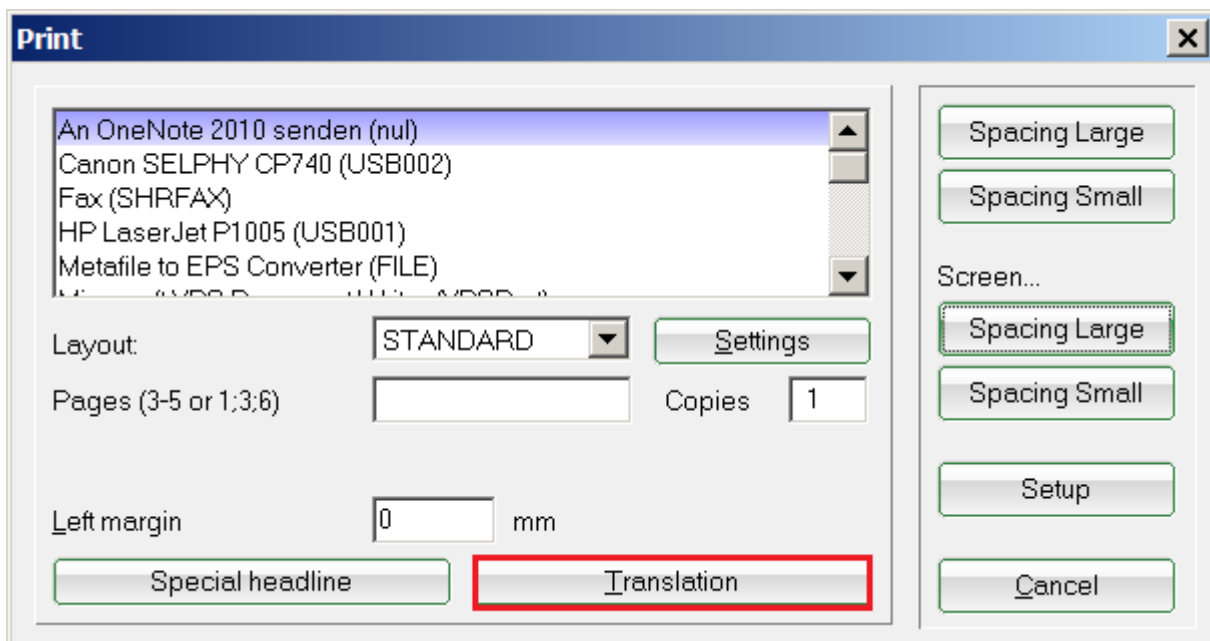 Print
An OneNote 2010 senden (nul)
Canon SELPHY CP740 (USB002)
Fax (SHRFAX)
HP LaserJet P1005 (USB001)
Metafile to EPS Converter (FILE)
Layout: STANDARD Settings
Pages (3-5 or 1;3;6) Copies 1
Left margin 0 mm
Special headline Translation
Spacing Large
Spacing Small
Screen...
Spacing Large
Spacing Small
Setup
Cancel